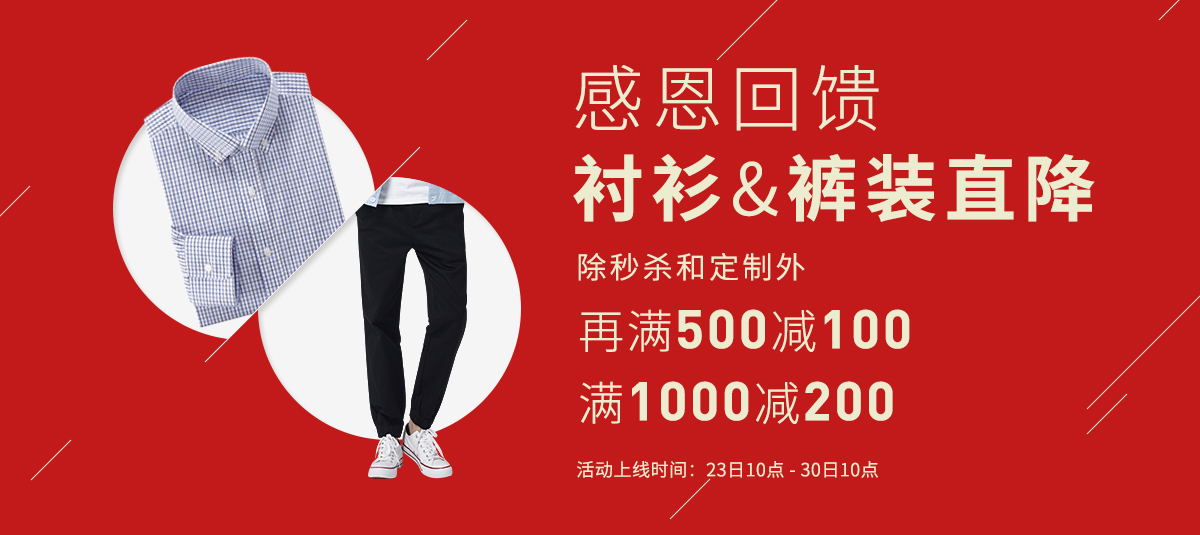 感恩回馈
衬衫&裤装直降
除秒杀和定制外
再满500减100
满1000减200
活动上线时间：23日10点 - 30日10点